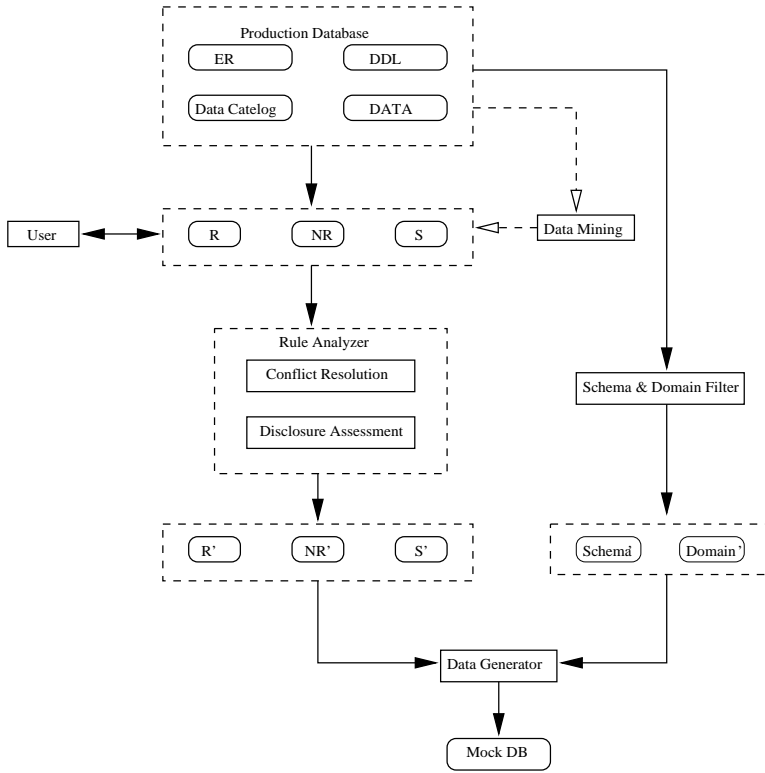 Production Database
ER
DDL
Data Catelog
DATA
User
R
NR
S
Data Mining
Rule Analyzer
Conflict Resolution
Schema & Domain Filter
Disclosure Assessment
R’
NR’
S’
Schema’
Domain’
Data Generator
Mock DB